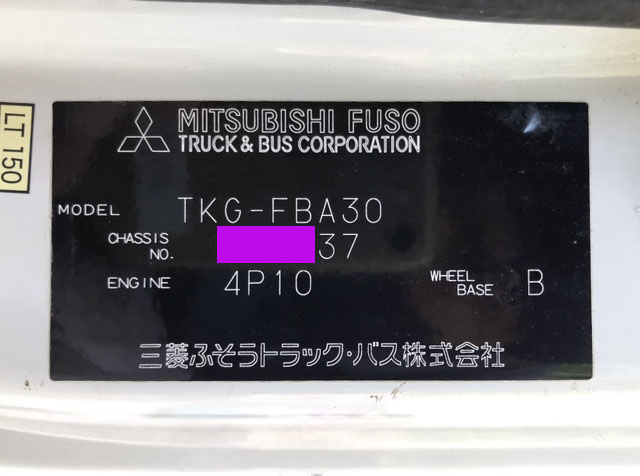 MITSUBISHI FUSO
TRUCK & BUS CORPORATION
LT 150
MODEL TKG-FBA30
CHASSIS NO. 37
ENGINE 4P10 WHEEL BASE B
三菱ふそうトラック・バス株式会社